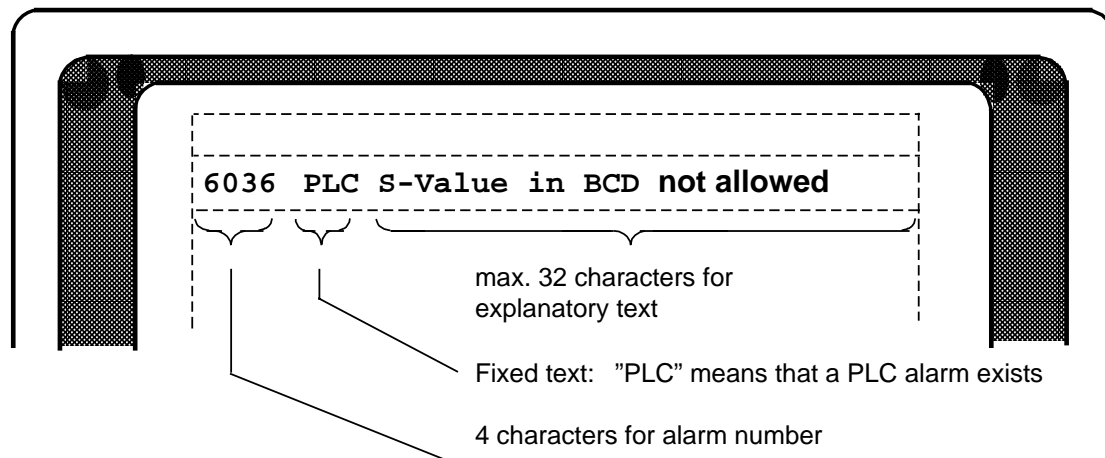 6036 PLC S-Value in BCD not allowed
max. 32 characters for
explanatory text
Fixed text: ”PLC” means that a PLC alarm exists
4 characters for alarm number